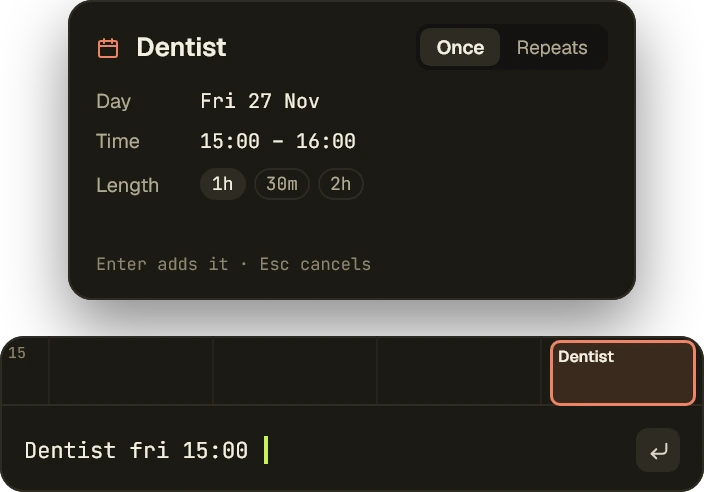 Dentist
Once Repeats
Day Fri 27 Nov
Time 15:00 – 16:00
Length 1h 30m 2h
Enter adds it · Esc cancels
15 Dentist
Dentist fri 15:00